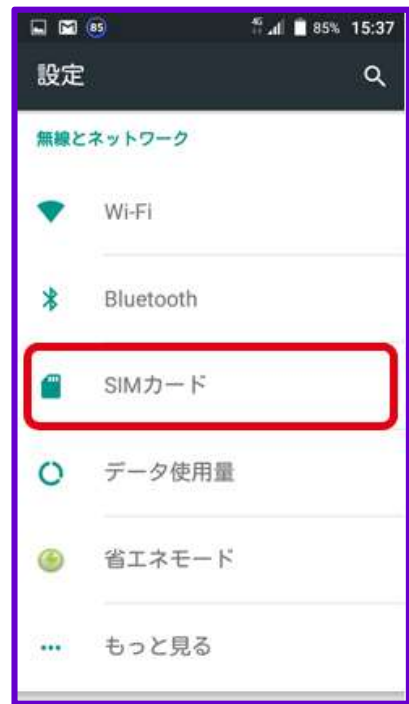 85 4G 85% 15:37
設定
無線とネットワーク
Wi-Fi
Bluetooth
SIMカード
データ使用量
省エネモード
もっと見る